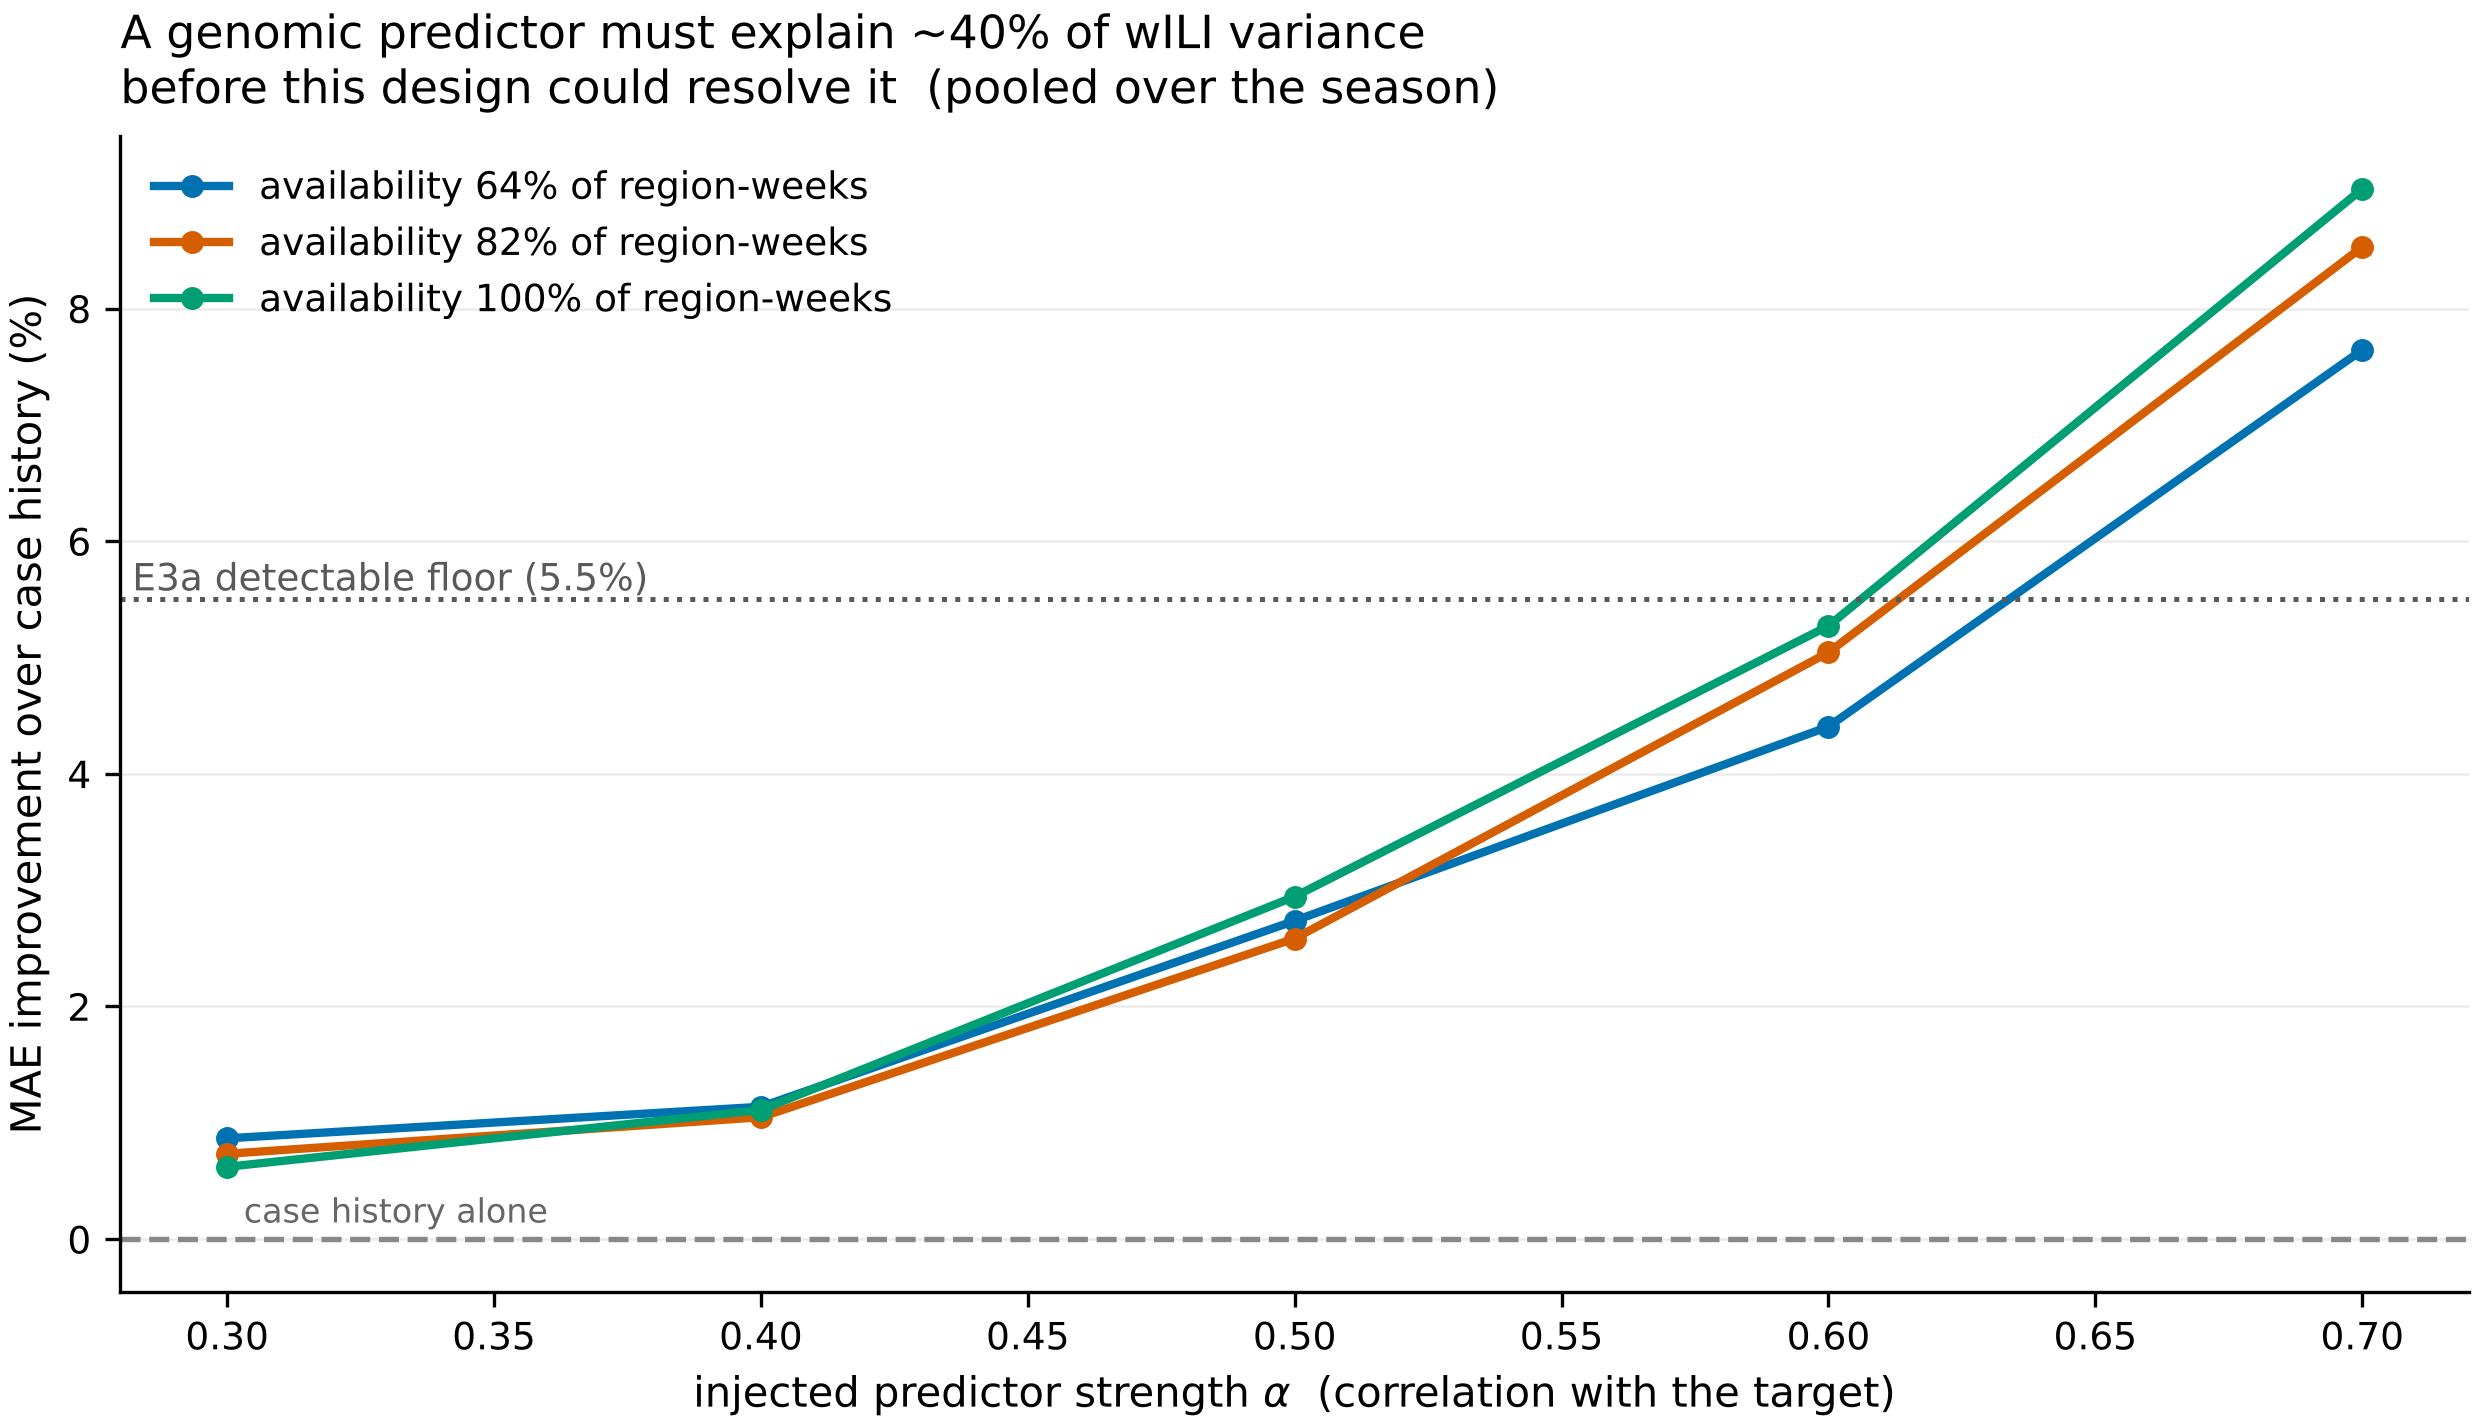 A genomic predictor must explain ~40% of wILI variance
before this design could resolve it  (pooled over the season)
availability 64% of region-weeks
availability 82% of region-weeks
availability 100% of region-weeks
MAE improvement over case history (%)
8
6
4
2
0
E3a detectable floor (5.5%)
case history alone
0.30 0.35 0.40 0.45 0.50 0.55 0.60 0.65 0.70
injected predictor strength α  (correlation with the target)